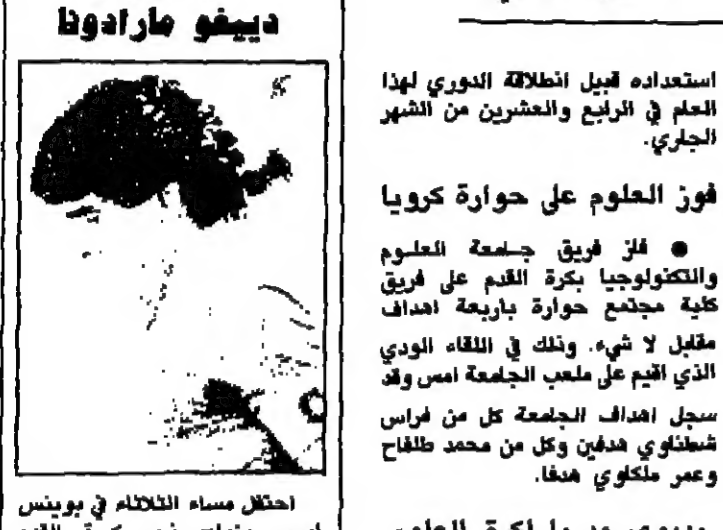 استعداده قبيل انطلاقة الدوري لهذا
العام في الرابع والعشرين من الشهر
الجاري.
فوز العلوم على حوارة كرويا
● فاز فريق جامعة العلوم
والتكنولوجيا بكرة القدم على فريق
كلية مجتمع حوارة باربعة اهداف
مقابل لا شيء. وذلك في اللقاء الودي
الذي اقيم على ملعب الجامعة امس وقد
سجل اهداف الجامعة كل من فراس
شطناوي هدفين وكل من محمد طلفاح
وعمر ملكاوي هدفا.
دييغو مارادونا
احتفل مساء الثلاثاء في بوينس